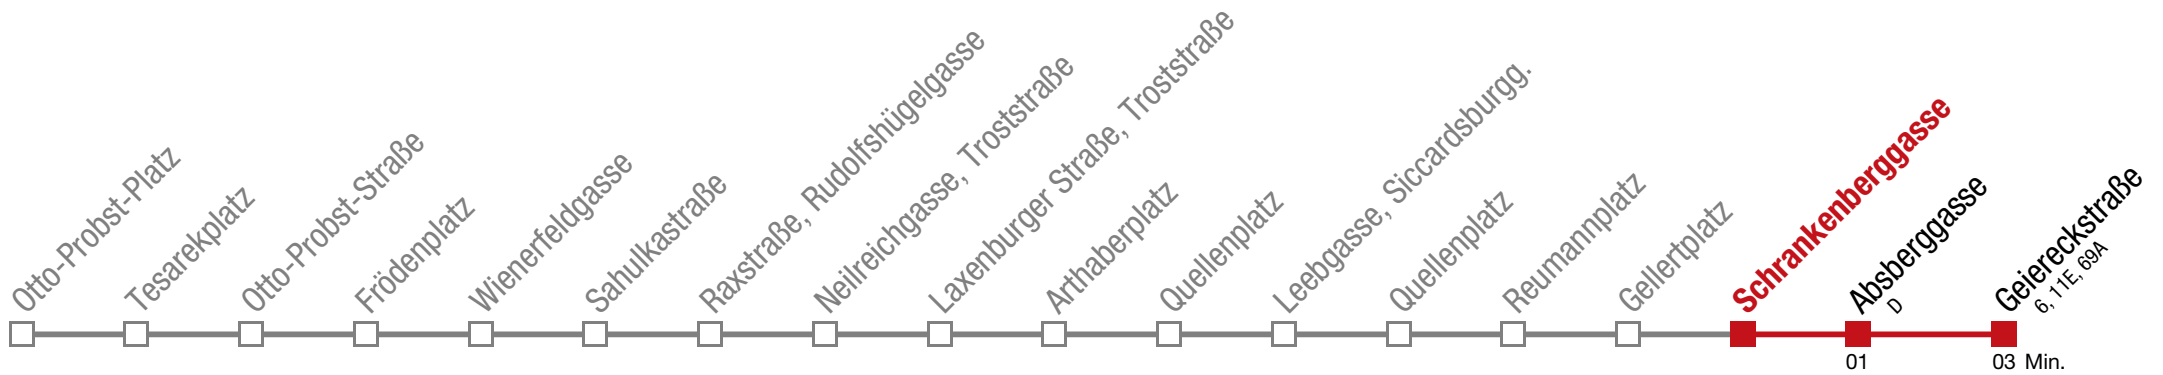 Otto-Probst-Platz
Tesarekplatz
Otto-Probst-Straße
Frödenplatz
Wienerfeldgasse
Sahulkastraße
Raxstraße, Rudolfshügelgasse
Neilreichgasse, Troststraße
Laxenburger Straße, Troststraße
Arthaberplatz
Quellenplatz
Leebgasse, Siccardsburgg.
Quellenplatz
Reumannplatz
Gellertplatz
Schrankenberggasse
Absberggasse
D
Geiereckstraße
6, 11E, 69A
01
03 Min.